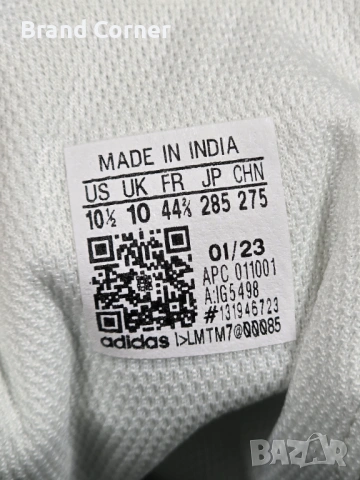 Brand Corner
MADE IN INDIA
US UK FR JP CHN
10½ 10 44⅔ 285 275
01/23
APC 011001
A:IG5498
#131946723
adidas I>LMTM7@00085
BAZAR